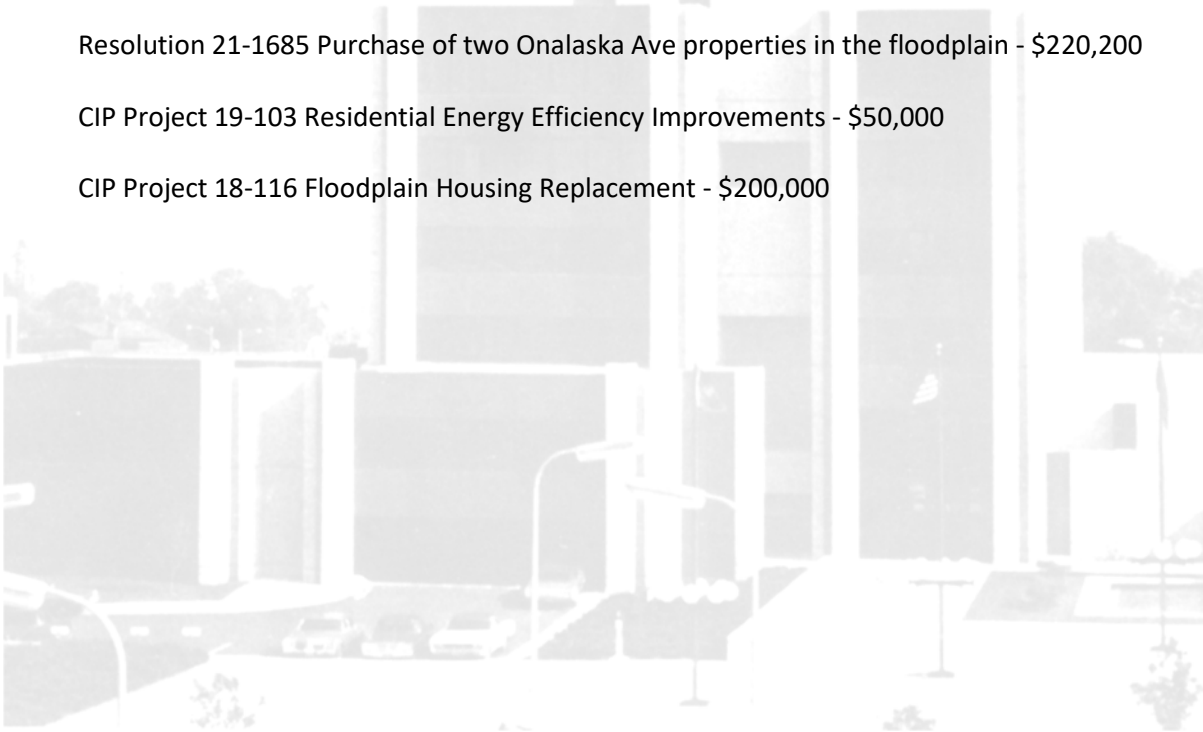 Resolution 21-1685 Purchase of two Onalaska Ave properties in the floodplain - $220,200
CIP Project 19-103 Residential Energy Efficiency Improvements - $50,000
CIP Project 18-116 Floodplain Housing Replacement - $200,000